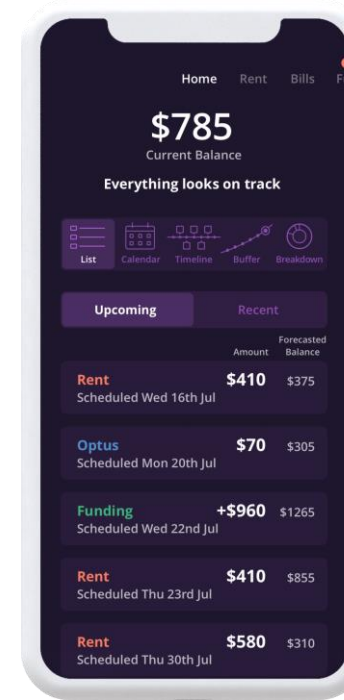 Home Rent Bills F
$785
Current Balance
Everything looks on track
List Calendar Timeline Buffer Breakdown
Upcoming Recent
Amount Forecasted Balance
Rent $410 $375
Scheduled Wed 16th Jul
Optus $70 $305
Scheduled Mon 20th Jul
Funding +$960 $1265
Scheduled Wed 22nd Jul
Rent $410 $855
Scheduled Thu 23rd Jul
Rent $580 $310
Scheduled Thu 30th Jul